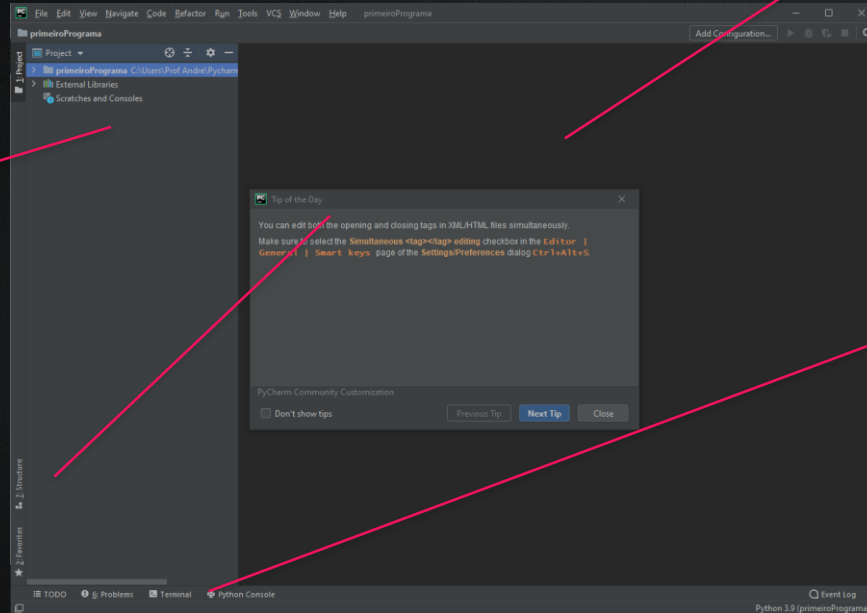 PC File Edit View Navigate Code Refactor Run Tools VCS Window Help primeiroPrograma
primeiroPrograma Add Configuration...
1: Project
Project
primeiroPrograma C:\Users\Prof Andre\Pycharm
External Libraries
Scratches and Consoles
PC Tip of the Day
You can edit both the opening and closing tags in XML/HTML files simultaneously.
Make sure to select the Simultaneous <tag></tag> editing checkbox in the Editor |
General | Smart keys page of the Settings/Preferences dialog Ctrl+Alt+S.
PyCharm Community Customization
Don't show tips Previous Tip Next Tip Close
7: Structure
2: Favorites
TODO 6: Problems Terminal Python Console Event Log
Python 3.9 (primeiroPrograma)